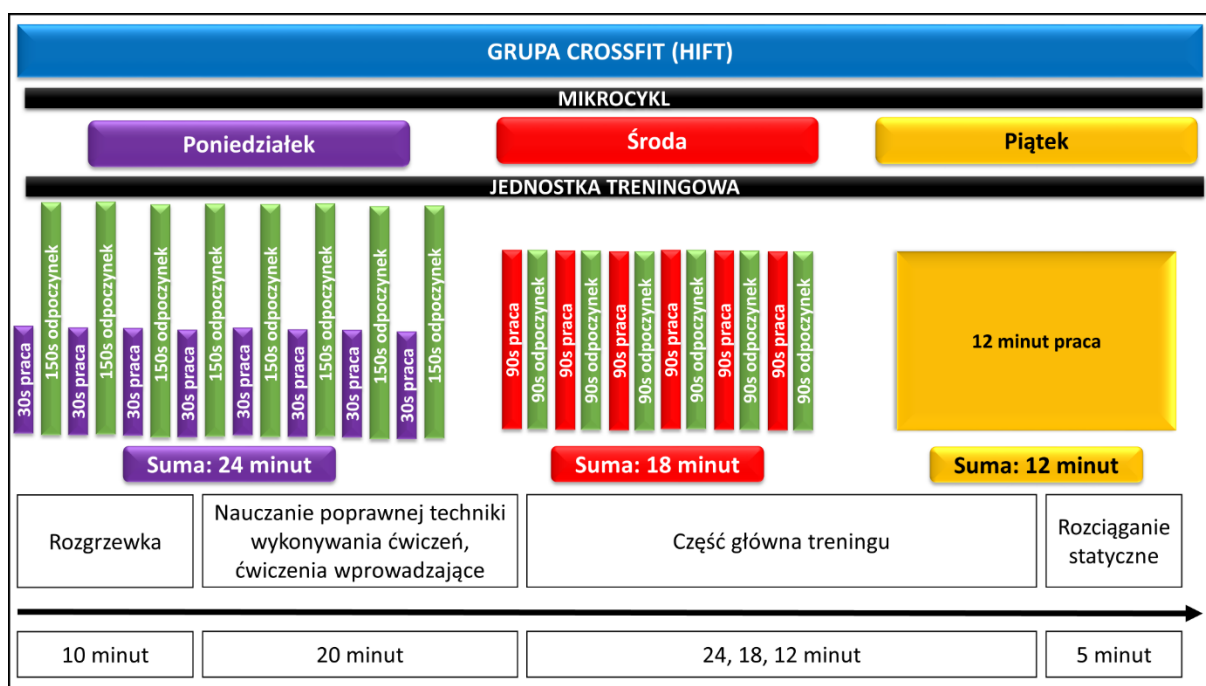 GRUPA CROSSFIT (HIFT)
MIKROCYKL
Poniedziałek
Środa
Piątek
JEDNOSTKA TRENINGOWA
30s praca
150s odpoczynek
30s praca
150s odpoczynek
30s praca
150s odpoczynek
30s praca
150s odpoczynek
30s praca
150s odpoczynek
30s praca
150s odpoczynek
30s praca
150s odpoczynek
30s praca
150s odpoczynek
90s praca
90s odpoczynek
90s praca
90s odpoczynek
90s praca
90s odpoczynek
90s praca
90s odpoczynek
90s praca
90s odpoczynek
90s praca
90s odpoczynek
12 minut praca
Suma: 24 minut
Suma: 18 minut
Suma: 12 minut
Rozgrzewka
Nauczanie poprawnej techniki
wykonywania ćwiczeń,
ćwiczenia wprowadzające
Część główna treningu
Rozciąganie
statyczne
10 minut
20 minut
24, 18, 12 minut
5 minut